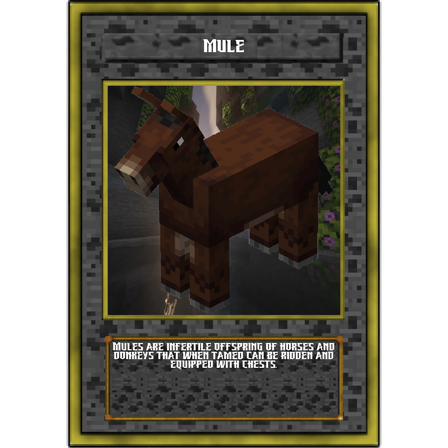 Mule
Mules are infertile offspring of horses and
donkeys that when tamed can be ridden and
equipped with chests.